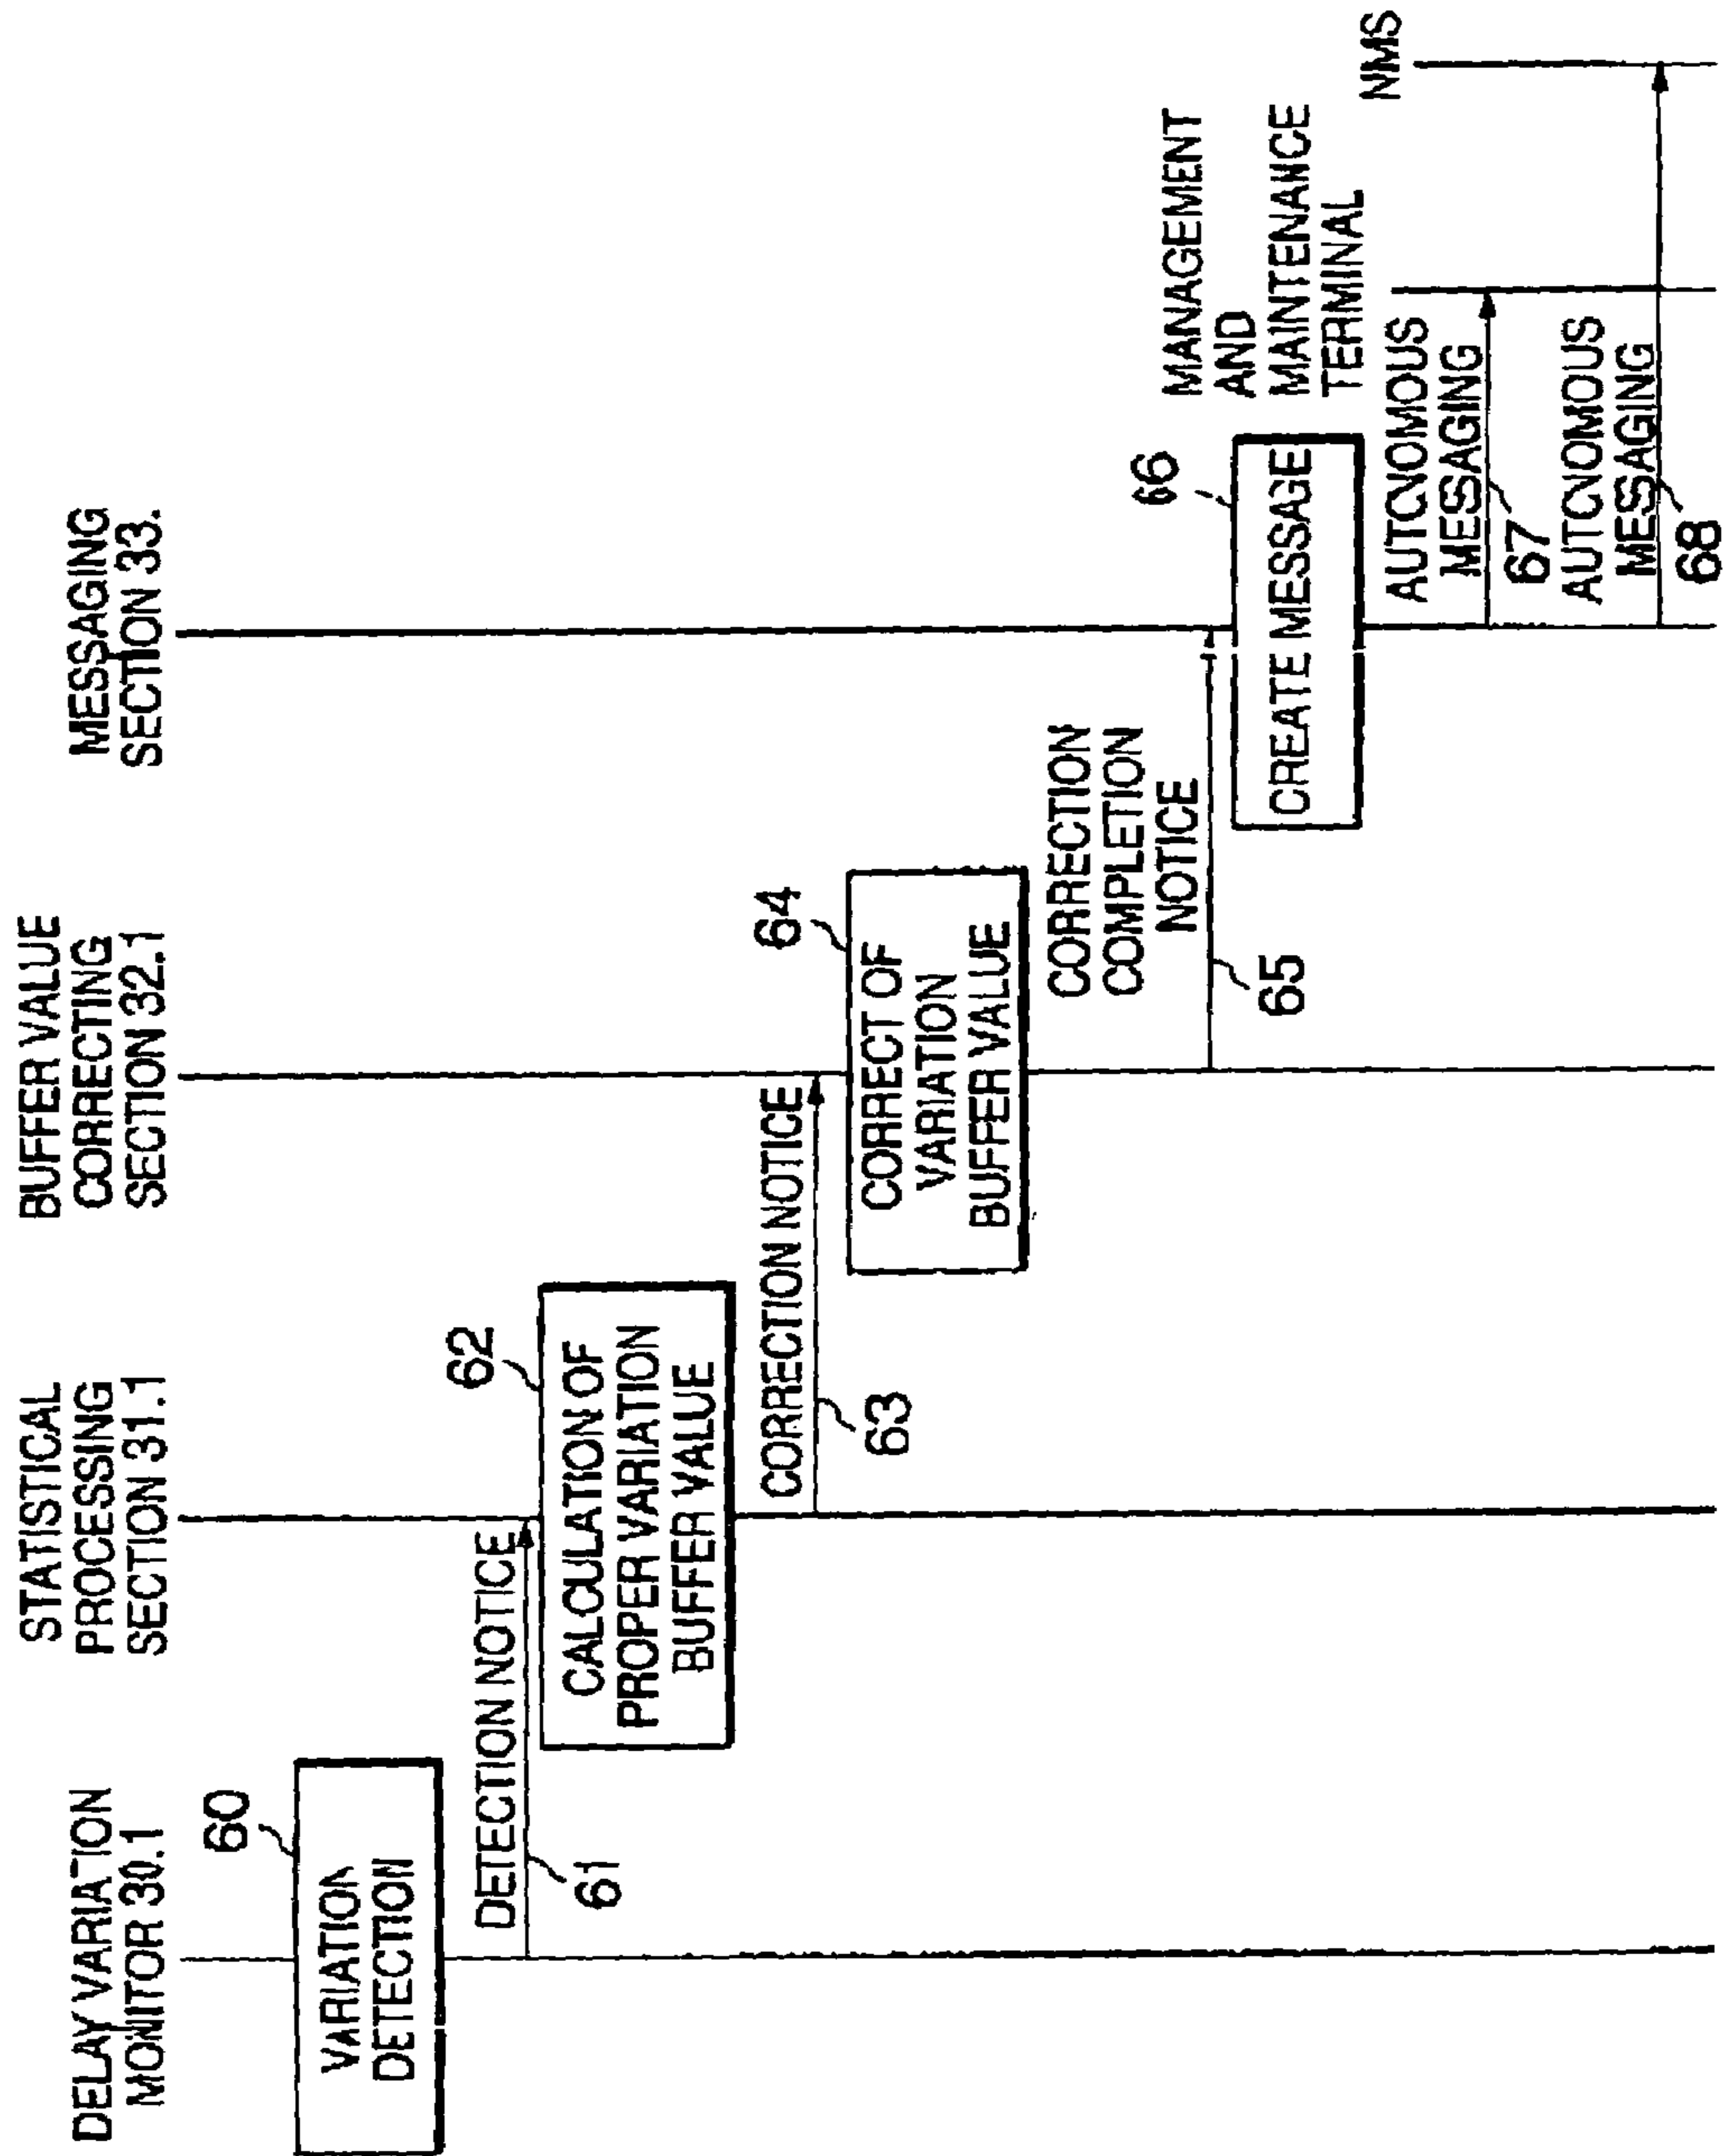 DELAY VARIATION
MONITOR 30.1
STATISTICAL
PROCESSING
SECTION 31.1
BUFFER VALUE
CORRECTING
SECTION 32.1
MESSAGING
SECTION 33.
60
VARIATION
DETECTION
DETECTION NOTICE
61
62
CALCULATION OF
PROPER VARIATION
BUFFER VALUE
CORRECTION NOTICE
63
64
CORRECT OF
VARIATION
BUFFER VALUE
CORRECTION
COMPLETION
NOTICE
65
66
CREATE MESSAGE
MANAGEMENT
AND
MAINTENANCE
TERMINAL
NMS
AUTONOMOUS
MESSAGING
67
AUTONOMOUS
MESSAGING
68